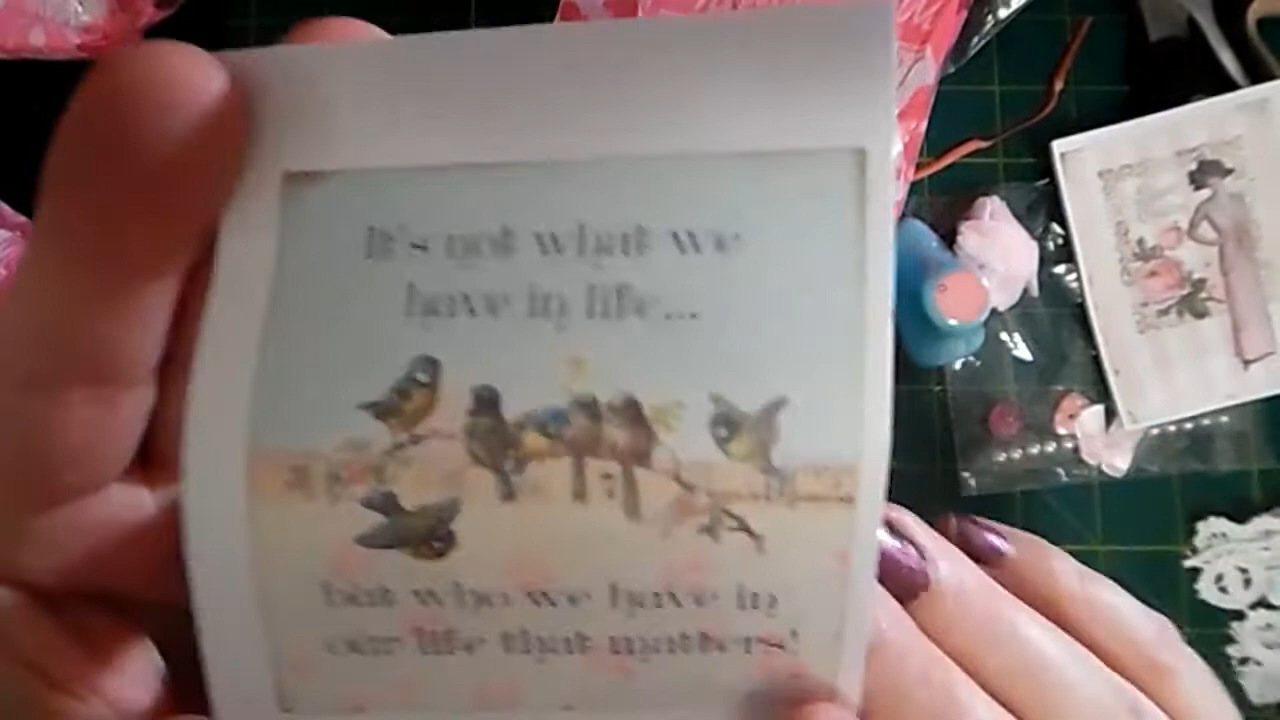 It's not what we
have in life...
but who we have in
our life that matters!